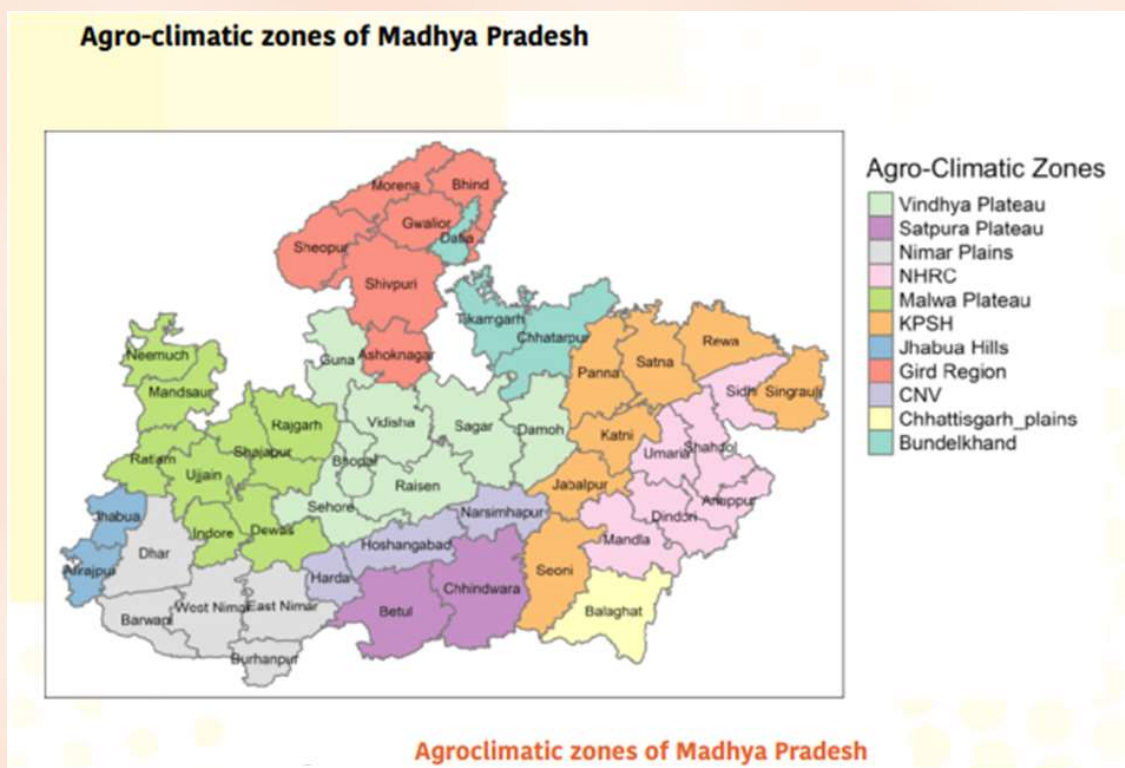 Agro-climatic zones of Madhya Pradesh
Morena
Bhind
Gwalior
Datia
Sheopur
Shivpuri
Tikamgarh
Chhatarpur
Rewa
Neemuch
Guna
Ashoknagar
Satna
Panna
Sidhi
Singrauli
Mandsaur
Rajgarh
Vidisha
Sagar
Damoh
Katni
Ratlam
Shajapur
Ujjain
Bhopal
Umaria
Shahdol
Raisen
Jabalpur
Anuppur
Jhabua
Sehore
Narsimhapur
Dindori
Indore
Dewas
Dhar
Hoshangabad
Mandla
Alirajpur
Harda
Seoni
Chhindwara
Barwani
West Nimar
East Nimar
Betul
Balaghat
Burhanpur
Agro-Climatic Zones
Vindhya Plateau
Satpura Plateau
Nimar Plains
NHRC
Malwa Plateau
KPSH
Jhabua Hills
Gird Region
CNV
Chhattisgarh_plains
Bundelkhand
Agroclimatic zones of Madhya Pradesh